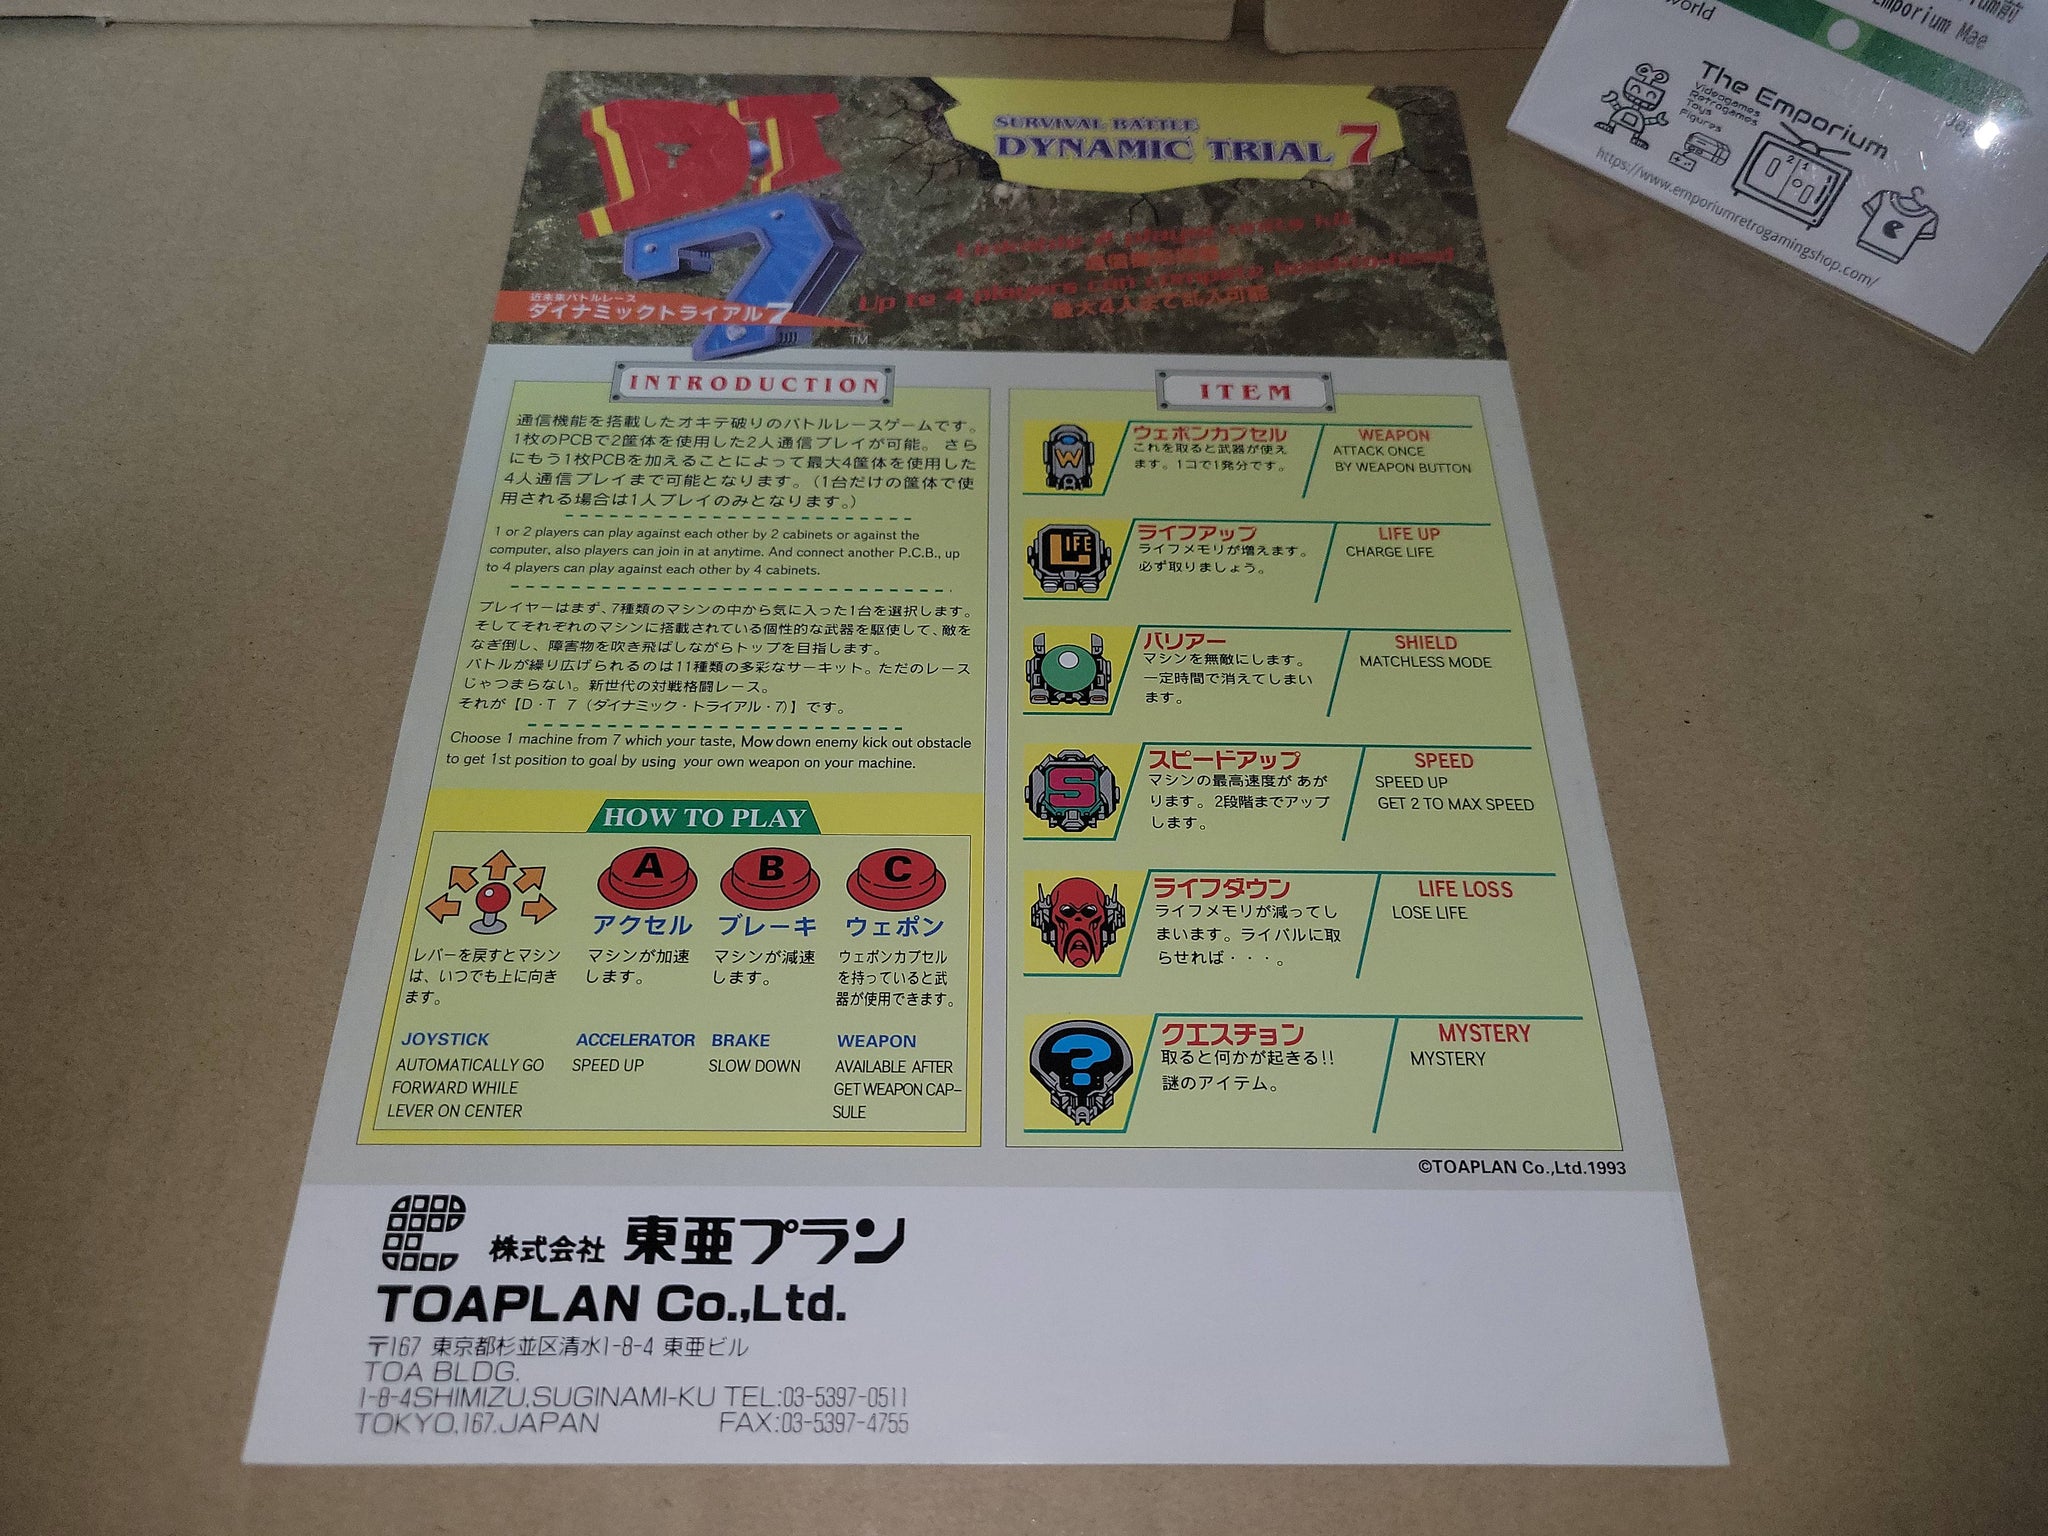 DT
7
近未来バトルレース
ダイナミックトライアル7
TM
SURVIVAL BATTLE
DYNAMIC TRIAL 7
Up to 4 players can
最大4人まで乱入可能
INTRODUCTION
通信機能を搭載したオキテ破りのバトルレースゲームです。
1枚のPCBで2筐体を使用した2人通信プレイが可能。さら
にもう1枚PCBを加えることによって最大4筐体を使用した
4人通信プレイまで可能となります。（1台だけの筐体で使
用される場合は1人プレイのみとなります。）
1 or 2 players can play against each other by 2 cabinets or against the
computer, also players can join in at anytime. And connect another P.C.B., up
to 4 players can play against each other by 4 cabinets.
プレイヤーはまず、7種類のマシンの中から気に入った1台を選択します。
そしてそれぞれのマシンに搭載されている個性的な武器を駆使して、敵を
なぎ倒し、障害物を吹き飛ばしながらトップを目指します。
バトルが繰り広げられるのは11種類の多彩なサーキット。ただのレース
じゃつまらない。新世代の対戦格闘レース。
それが【D・T 7（ダイナミック・トライアル・7）】です。
Choose 1 machine from 7 which your taste, Mow down enemy kick out obstacle
to get 1st position to goal by using your own weapon on your machine.
HOW TO PLAY
A
B
C
アクセル
ブレーキ
ウェポン
レバーを戻すとマシン
は、いつでも上に向き
ます。
マシンが加速
します。
マシンが減速
します。
ウェポンカプセル
を持っていると武
器が使用できます。
JOYSTICK
AUTOMATICALLY GO
FORWARD WHILE
LEVER ON CENTER
ACCELERATOR
SPEED UP
BRAKE
SLOW DOWN
WEAPON
AVAILABLE AFTER
GET WEAPON CAP-
SULE
ITEM
W
ウェポンカプセル
これを取ると武器が使え
ます。1コで1発分です。
WEAPON
ATTACK ONCE
BY WEAPON BUTTON
LIFE
ライフアップ
ライフメモリが増えます。
必ず取りましょう。
LIFE UP
CHARGE LIFE
バリアー
マシンを無敵にします。
一定時間で消えてしまい
ます。
SHIELD
MATCHLESS MODE
S
スピードアップ
マシンの最高速度が あが
ります。2段階までアップ
します。
SPEED
SPEED UP
GET 2 TO MAX SPEED
ライフダウン
ライフメモリが減ってし
まいます。ライバルに取
らせれば・・・。
LIFE LOSS
LOSE LIFE
?
クエスチョン
取ると何かが起きる!!
謎のアイテム。
MYSTERY
MYSTERY
©TOAPLAN Co.,Ltd.1993
株式会社 東亜プラン
TOAPLAN Co.,Ltd.
〒167 東京都杉並区清水1-8-4 東亜ビル
TOA BLDG.
1-8-4SHIMIZU,SUGINAMI-KU TEL:03-5397-0511
TOKYO,167,JAPAN FAX:03-5397-4755
world
Emporium Mae
The Emporium
Videogames
Retrogames
Toys
Figures
2 1
https://www.emporiumretrogamingshop.com/